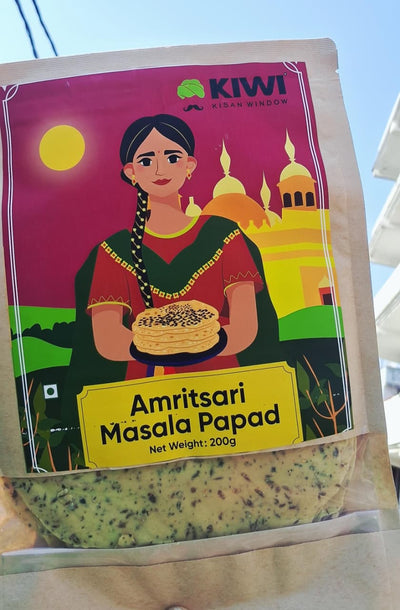 KIWI
KISAN WINDOW
Amritsari
Masala Papad
Net Weight: 200g